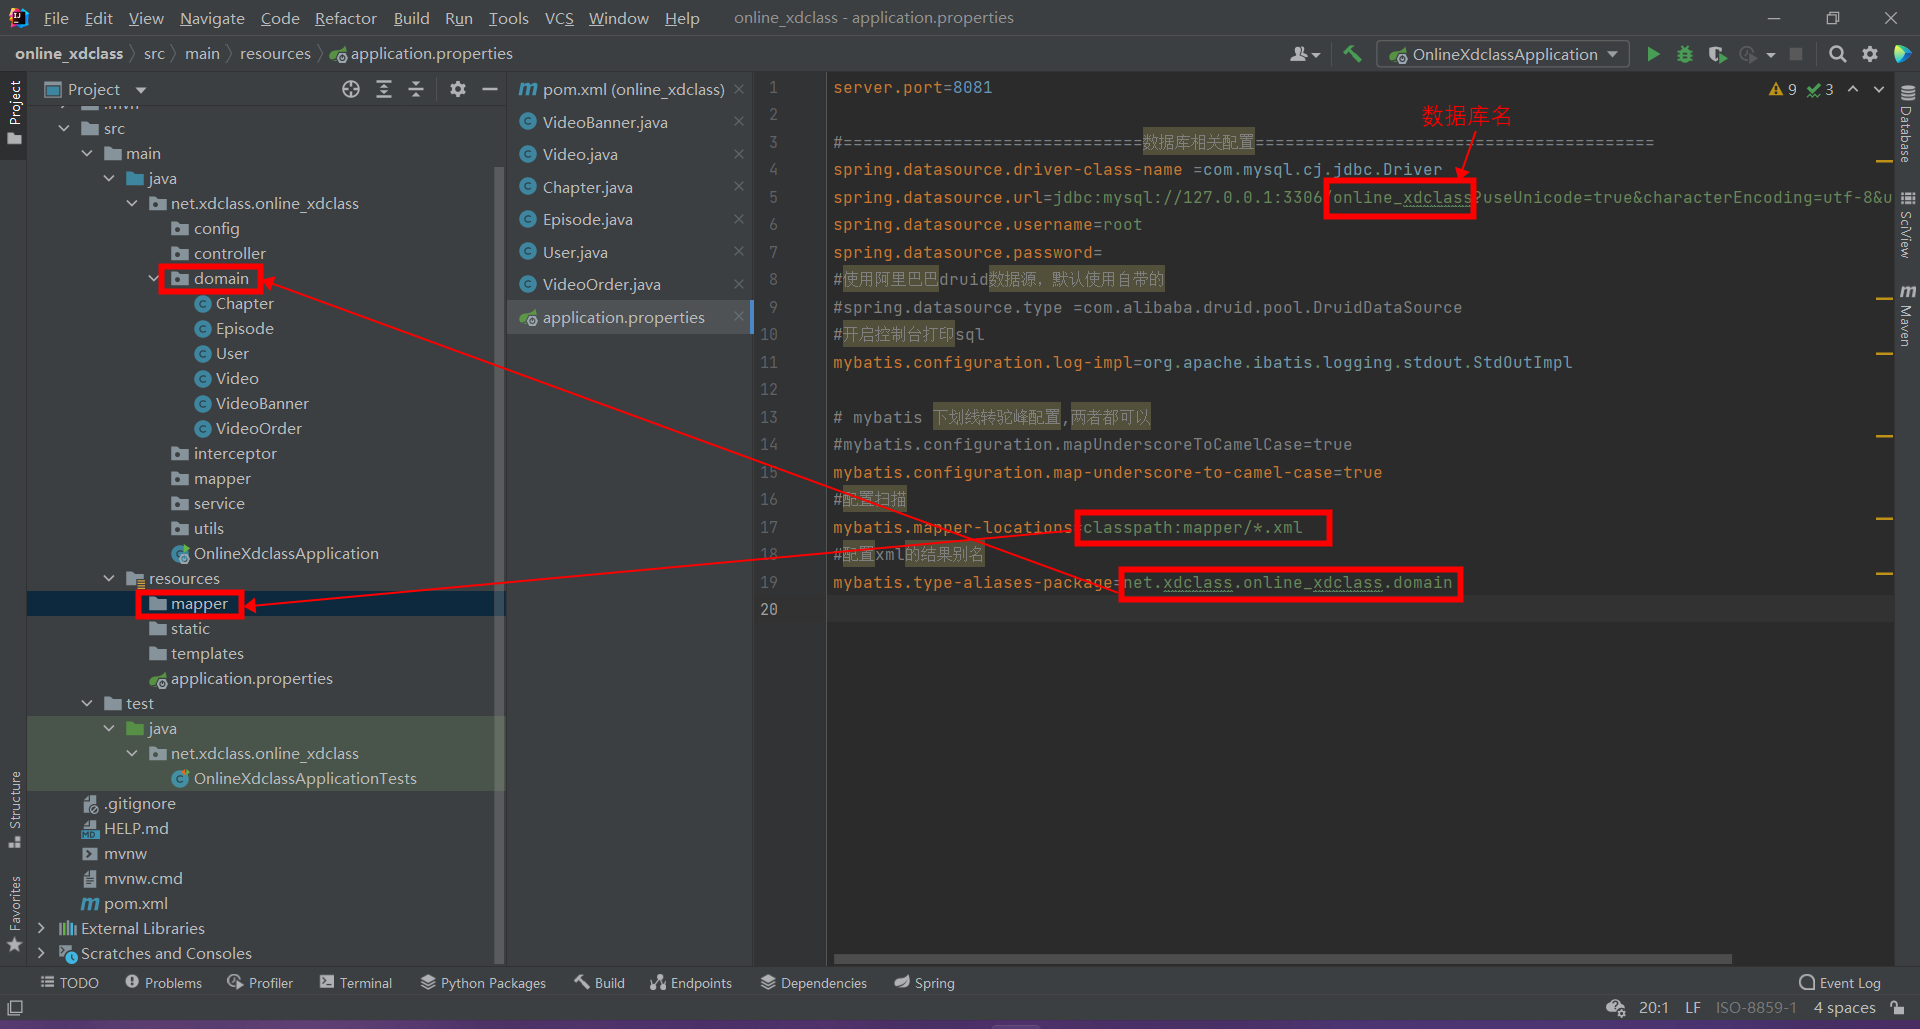 File Edit View Navigate Code Refactor Build Run Tools VCS Window Help online_xdclass - application.properties
online_xdclass src main resources application.properties
OnlineXdclassApplication
Project
src
main
java
net.xdclass.online_xdclass
config
controller
domain
Chapter
Episode
User
Video
VideoBanner
VideoOrder
interceptor
mapper
service
utils
OnlineXdclassApplication
resources
mapper
static
templates
application.properties
test
java
net.xdclass.online_xdclass
OnlineXdclassApplicationTests
.gitignore
HELP.md
mvnw
mvnw.cmd
pom.xml
External Libraries
Scratches and Consoles
Project
Structure
Favorites
pom.xml (online_xdclass)
VideoBanner.java
Video.java
Chapter.java
Episode.java
User.java
VideoOrder.java
application.properties
9 3
数据库名
1 server.port=8081
2
3 #==============================数据库相关配置========================================
4 spring.datasource.driver-class-name =com.mysql.cj.jdbc.Driver
5 spring.datasource.url=jdbc:mysql://127.0.0.1:3306/online_xdclass?useUnicode=true&characterEncoding=utf-8&u
6 spring.datasource.username=root
7 spring.datasource.password=
8 #使用阿里巴巴druid数据源，默认使用自带的
9 #spring.datasource.type =com.alibaba.druid.pool.DruidDataSource
10 #开启控制台打印sql
11 mybatis.configuration.log-impl=org.apache.ibatis.logging.stdout.StdOutImpl
12
13 # mybatis 下划线转驼峰配置,两者都可以
14 #mybatis.configuration.mapUnderscoreToCamelCase=true
15 mybatis.configuration.map-underscore-to-camel-case=true
16 #配置扫描
17 mybatis.mapper-locations=classpath:mapper/*.xml
18 #配置xml的结果别名
19 mybatis.type-aliases-package=net.xdclass.online_xdclass.domain
20
Database
SciView
Maven
TODO Problems Profiler Terminal Python Packages Build Endpoints Dependencies Spring Event Log
20:1 LF ISO-8859-1 4 spaces